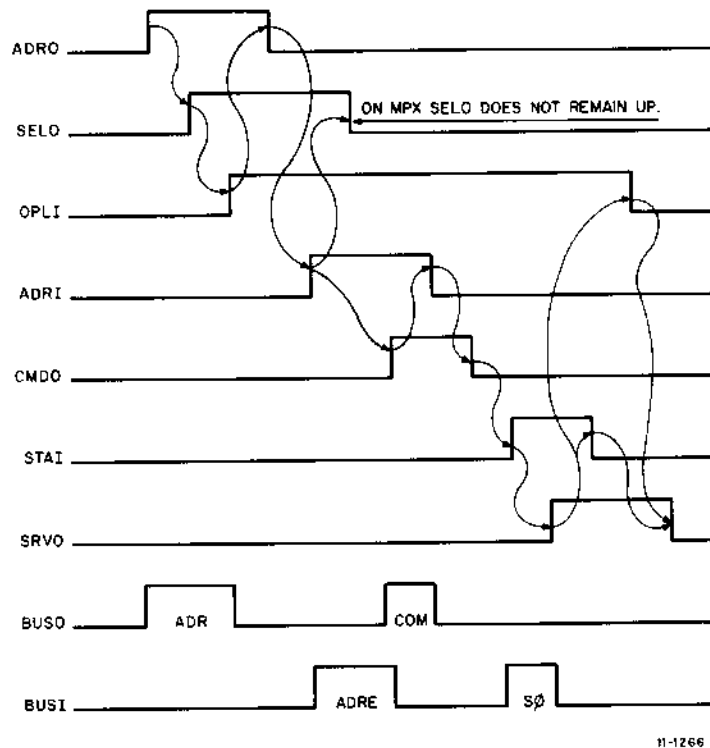 ADRO
SELO
ON MPX SELO DOES NOT REMAIN UP.
OPLI
ADRI
CMDO
STAI
SRVO
BUSO
ADR
COM
BUSI
ADRE
SØ
11-1266